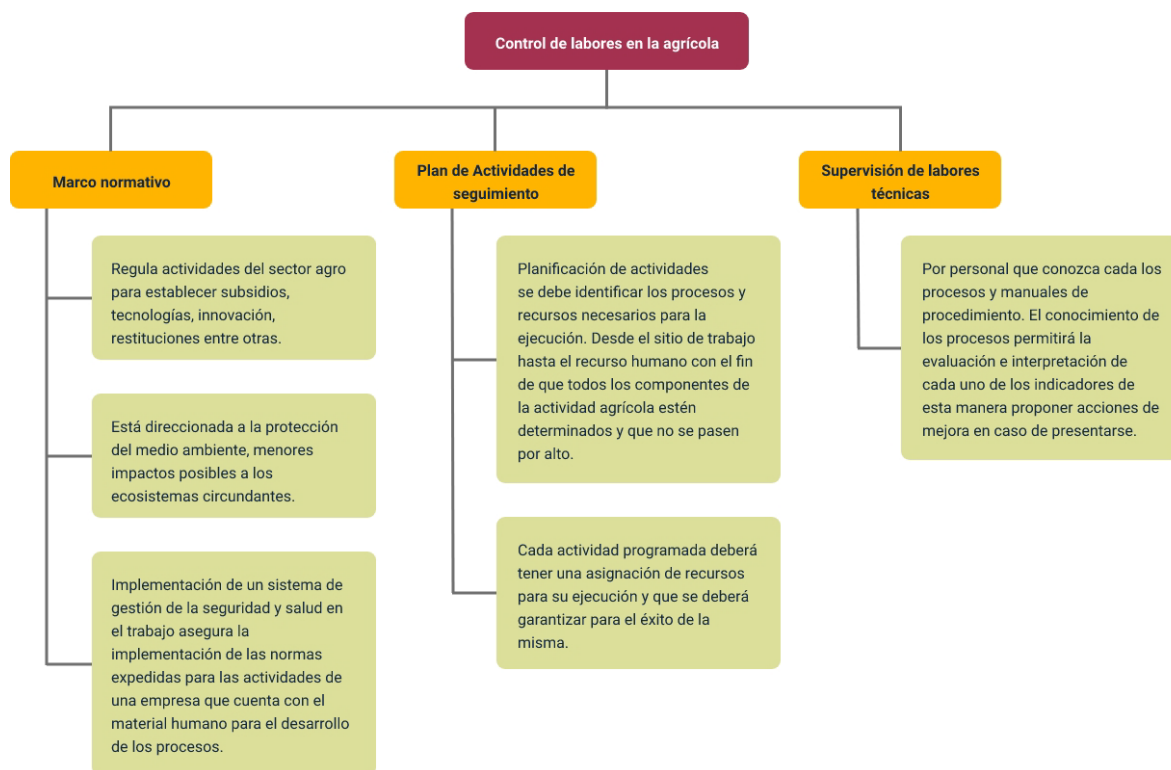 Control de labores en la agrícola
Marco normativo
Regula actividades del sector agro
para establecer subsidios,
tecnologías, innovación,
restituciones entre otras.
Está direccionada a la protección
del medio ambiente, menores
impactos posibles a los
ecosistemas circundantes.
Implementación de un sistema de
gestión de la seguridad y salud en
el trabajo asegura la
implementación de las normas
expedidas para las actividades de
una empresa que cuenta con el
material humano para el desarrollo
de los procesos.
Plan de Actividades de
seguimiento
Planificación de actividades
se debe identificar los procesos y
recursos necesarios para la
ejecución. Desde el sitio de trabajo
hasta el recurso humano con el fin
de que todos los componentes de
la actividad agrícola estén
determinados y que no se pasen
por alto.
Cada actividad programada deberá
tener una asignación de recursos
para su ejecución y que se deberá
garantizar para el éxito de la
misma.
Supervisión de labores
técnicas
Por personal que conozca cada los
procesos y manuales de
procedimiento. El conocimiento de
los procesos permitirá la
evaluación e interpretación de
cada uno de los indicadores de
esta manera proponer acciones de
mejora en caso de presentarse.